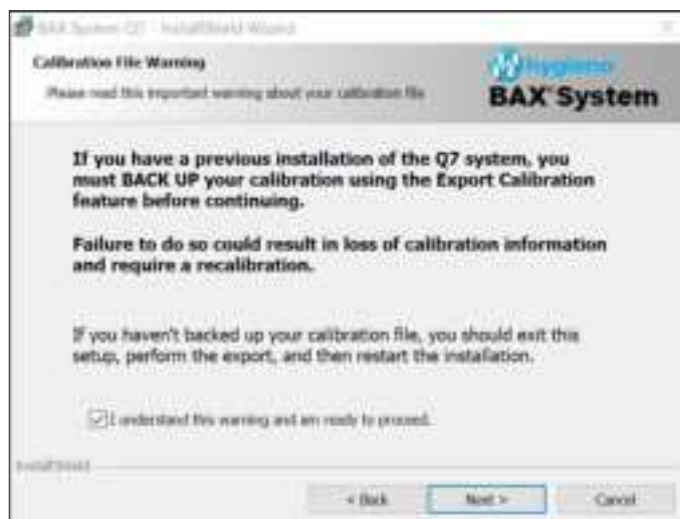 BAX System Q7 - InstallShield Wizard
Calibration File Warning
Please read this important warning about your calibration file
hygiena
BAX® System
If you have a previous installation of the Q7 system, you
must BACK UP your calibration using the Export Calibration
feature before continuing.
Failure to do so could result in loss of calibration information
and require a recalibration.
If you haven't backed up your calibration file, you should exit this
setup, perform the export, and then restart the installation.
I understand this warning and am ready to proceed.
InstallShield
< Back
Next >
Cancel